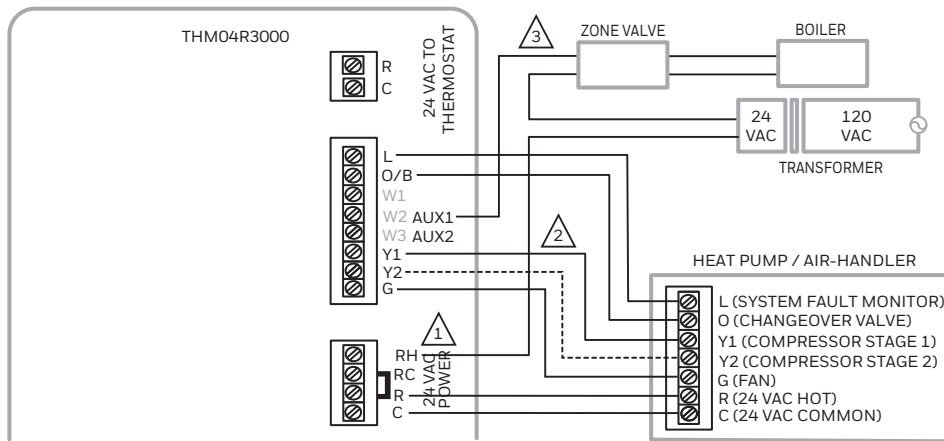 THM04R3000
R
C
24 VAC TO
THERMOSTAT
3
ZONE VALVE
BOILER
24
VAC
120
VAC
TRANSFORMER
L
O/B
W1
W2 AUX1
W3 AUX2
Y1
Y2
G
2
HEAT PUMP / AIR-HANDLER
L (SYSTEM FAULT MONITOR)
O (CHANGEOVER VALVE)
Y1 (COMPRESSOR STAGE 1)
Y2 (COMPRESSOR STAGE 2)
G (FAN)
R (24 VAC HOT)
C (24 VAC COMMON)
1
RH
RC
R
C
24 VAC
POWER